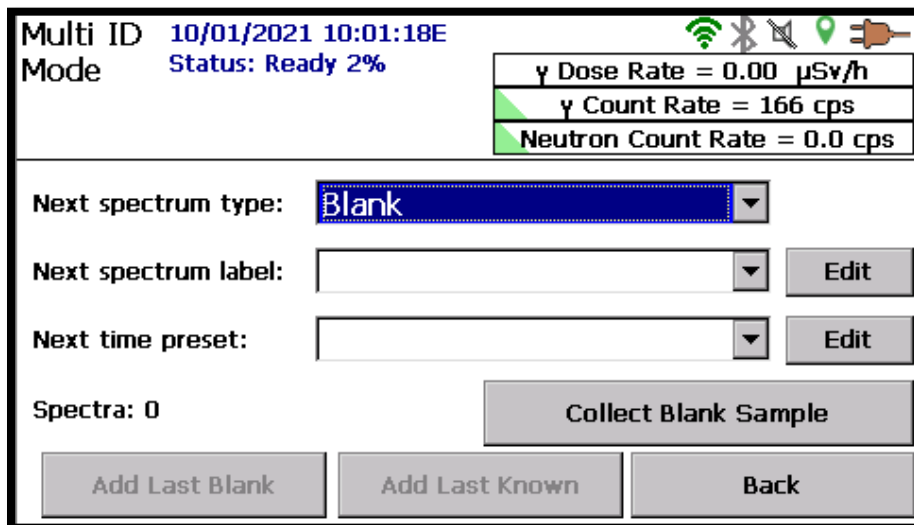 Multi ID Mode
10/01/2021 10:01:18E
Status: Ready 2%
γ Dose Rate = 0.00 µSv/h
γ Count Rate = 166 cps
Neutron Count Rate = 0.0 cps
Next spectrum type: Blank
Next spectrum label: Edit
Next time preset: Edit
Spectra: 0 Collect Blank Sample
Add Last Blank Add Last Known Back